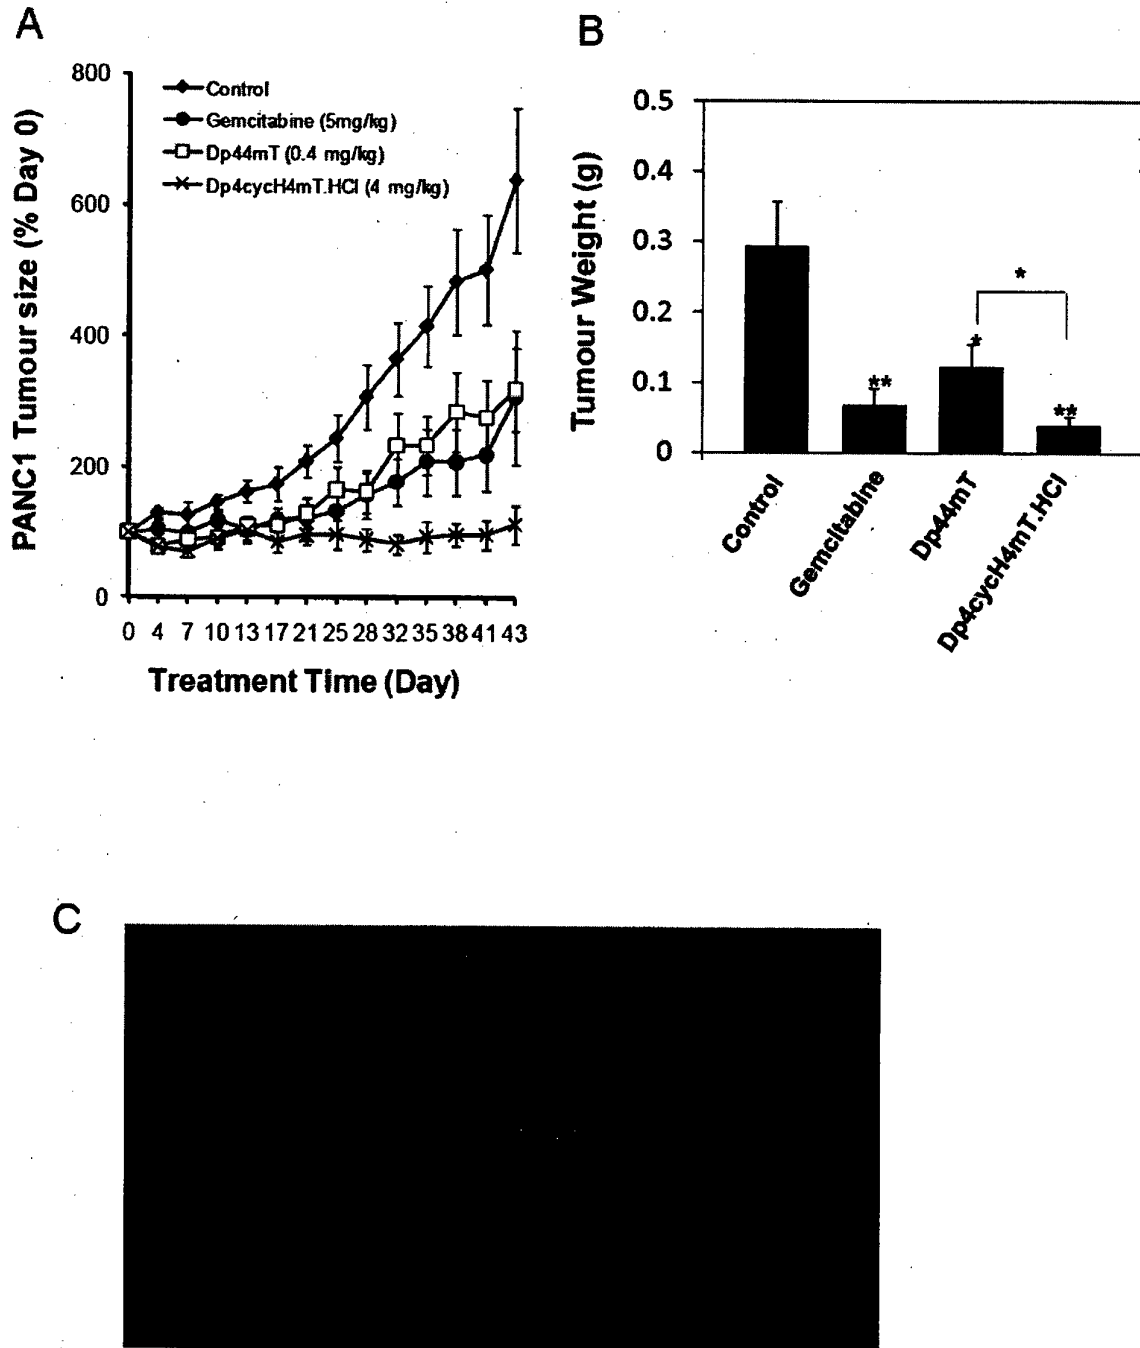 A
800
600
400
200
0
PANC1 Tumour size (% Day 0)
Control
Gemcitabine (5mg/kg)
Dp44mT (0.4 mg/kg)
Dp4cycH4mT.HCl (4 mg/kg)
0 4 7 10 13 17 21 25 28 32 35 38 41 43
Treatment Time (Day)
B
0.5
0.4
0.3
0.2
0.1
0
Tumour Weight (g)
*
**
*
**
Control
Gemcitabine
Dp44mT
Dp4cycH4mT.HCl
C